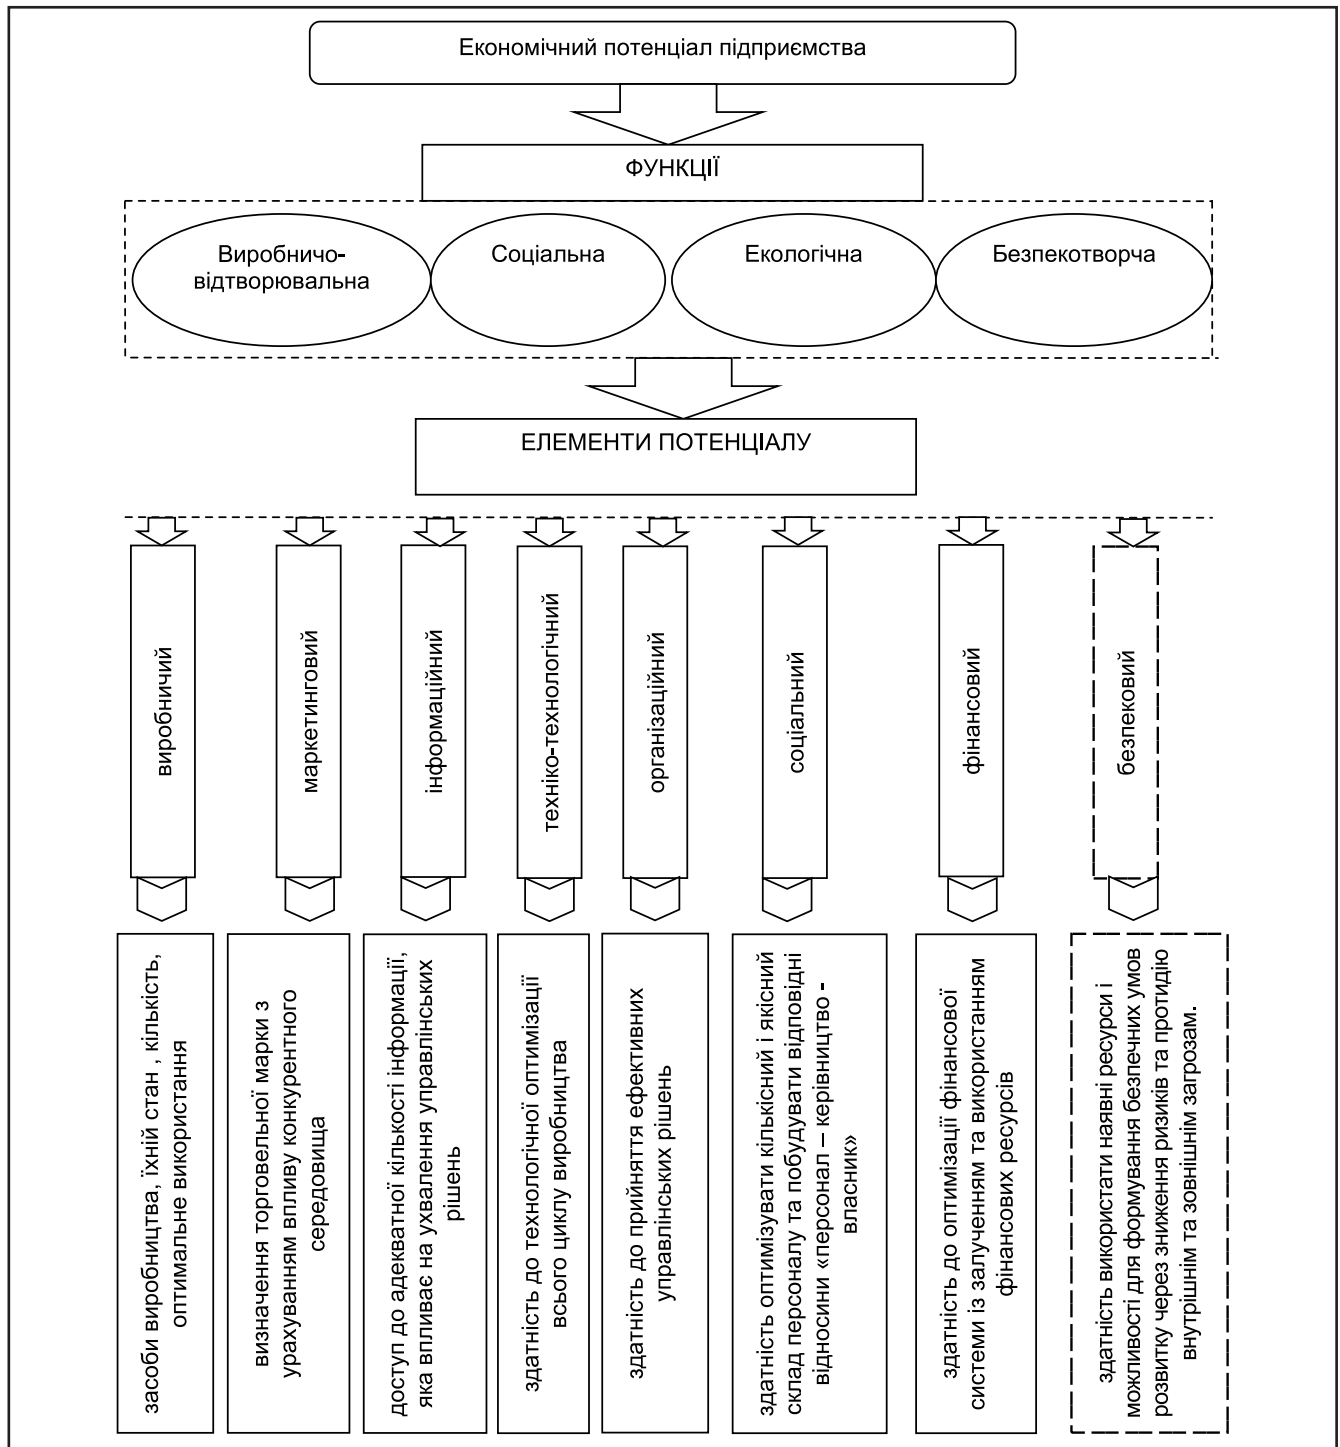 Економічний потенціал підприємства
ФУНКЦІЇ
Виробничо-
відтворювальна
Соціальна
Екологічна
Безпекотворча
ЕЛЕМЕНТИ ПОТЕНЦІАЛУ
виробничий
маркетинговий
інформаційний
техніко-технологічний
організаційний
соціальний
фінансовий
безпековий
засоби виробництва, їхній стан , кількість,
оптимальне використання
визначення торговельної марки з
урахуванням впливу конкурентного
середовища
доступ до адекватної кількості інформації,
яка впливає на ухвалення управлінських
рішень
здатність до технологічної оптимізації
всього циклу виробництва
здатність до прийняття ефективних
управлінських рішень
здатність оптимізувати кількісний і якісний
склад персоналу та побудувати відповідні
відносини «персонал – керівництво -
власник»
здатність до оптимізації фінансової
системи із залученням та використанням
фінансових ресурсів
здатність використати наявні ресурси і
можливості для формування безпечних умов
розвитку через зниження ризиків та протидію
внутрішнім та зовнішнім загрозам.